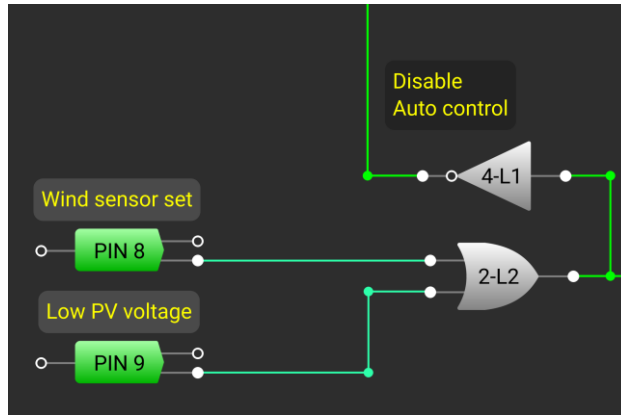 Disable
Auto control
4-L1
Wind sensor set
PIN 8
2-L2
Low PV voltage
PIN 9